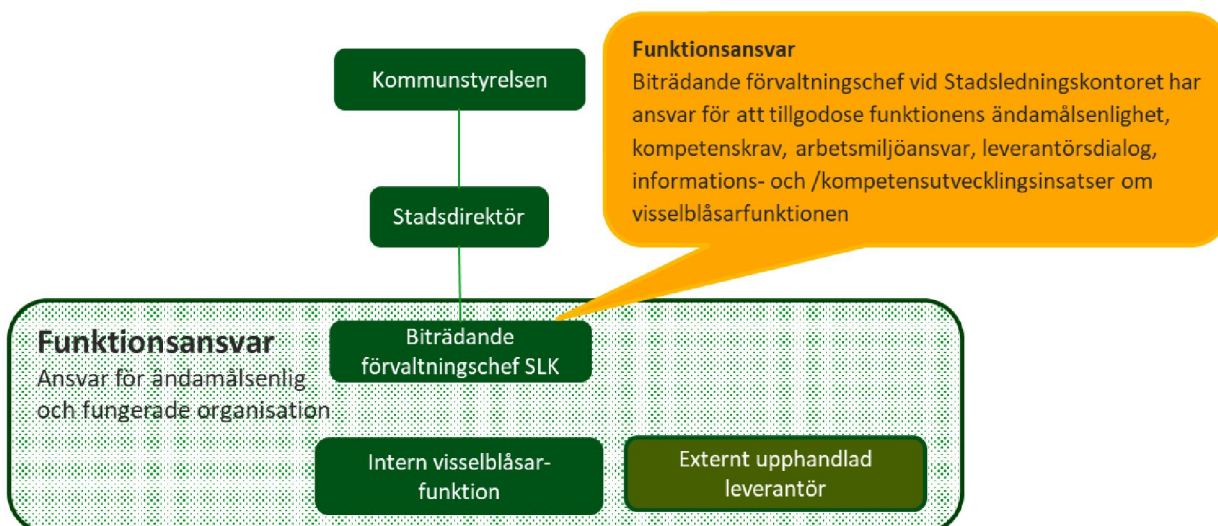 Kommunstyrelsen
Stadsdirektör
Funktionsansvar
Biträdande förvaltningschef vid Stadsledningskontoret har
ansvar för att tillgodose funktionens ändamålsenlighet,
kompetenskrav, arbetsmiljöansvar, leverantörsdialog,
informations- och /kompetensutvecklingsinsatser om
visselblåsarfunktionen
Funktionsansvar
Ansvar för ändamålsenlig
och fungerade organisation
Biträdande
förvaltningschef SLK
Intern visselblåsar-
funktion
Externt upphandlad
leverantör